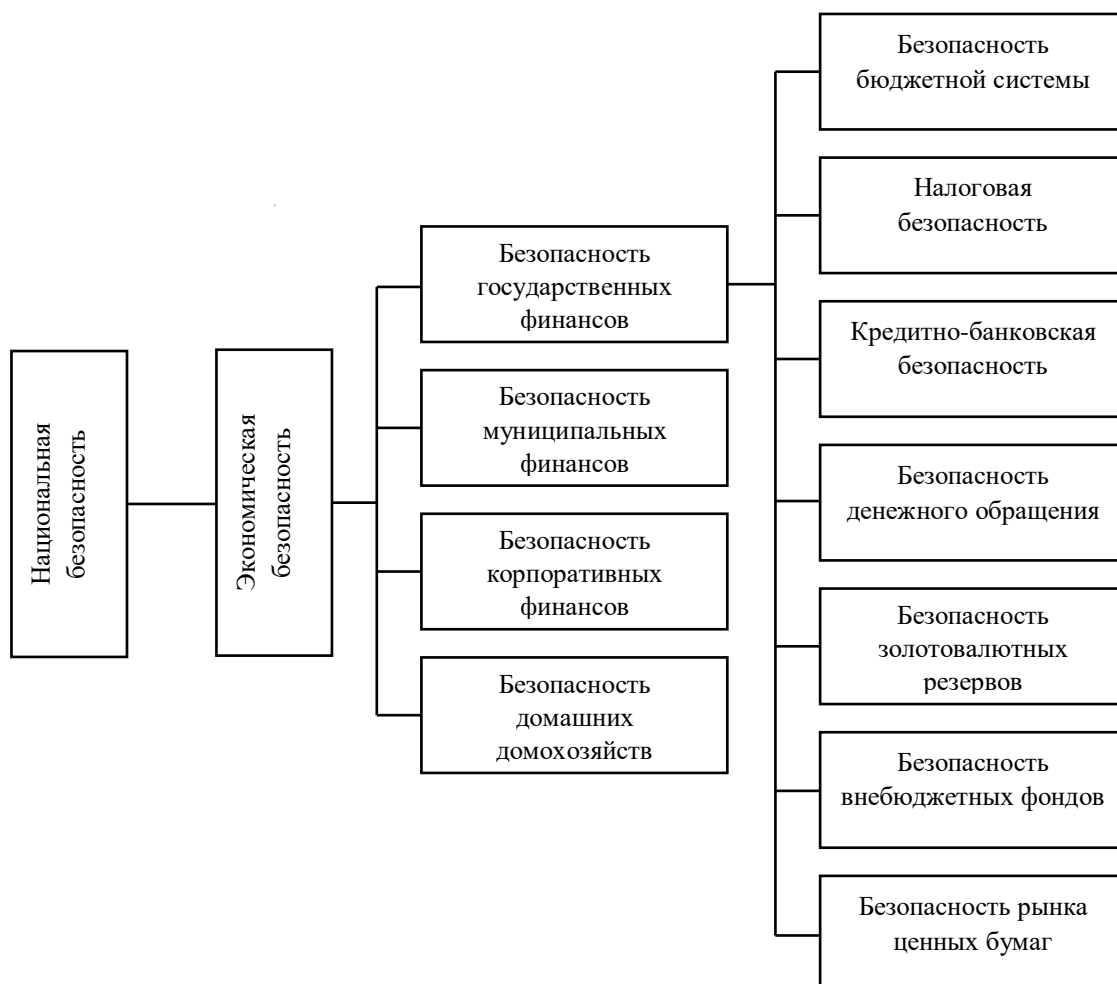 Национальная
безопасность
Экономическая
безопасность
Безопасность
государственных
финансов
Безопасность
муниципальных
финансов
Безопасность
корпоративных
финансов
Безопасность
домашних
домохозяйств
Безопасность
бюджетной системы
Налоговая
безопасность
Кредитно-банковская
безопасность
Безопасность
денежного обращения
Безопасность
золотовалютных
резервов
Безопасность
внебюджетных фондов
Безопасность рынка
ценных бумаг